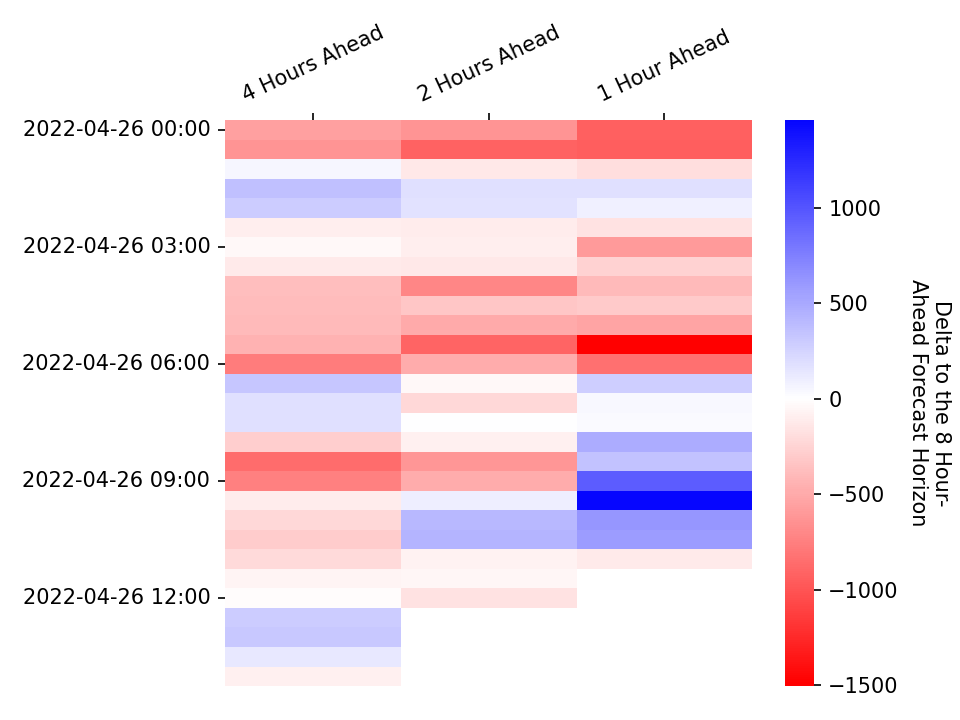 4 Hours Ahead
2 Hours Ahead
1 Hour Ahead
2022-04-26 00:00
2022-04-26 03:00
2022-04-26 06:00
2022-04-26 09:00
2022-04-26 12:00
1000
500
0
−500
−1000
−1500
Delta to the 8 Hour-
Ahead Forecast Horizon